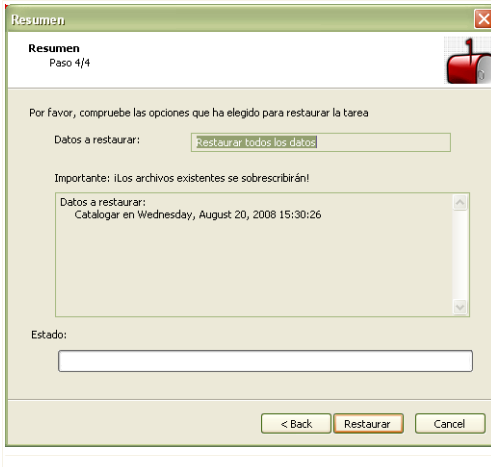 Resumen
Resumen
Paso 4/4
Por favor, compruebe las opciones que ha elegido para restaurar la tarea
Datos a restaurar:
Restaurar todos los datos
Importante: ¡Los archivos existentes se sobrescribirán!
Datos a restaurar:
Catalogar en Wednesday, August 20, 2008 15:30:26
Estado:
< Back
Restaurar
Cancel